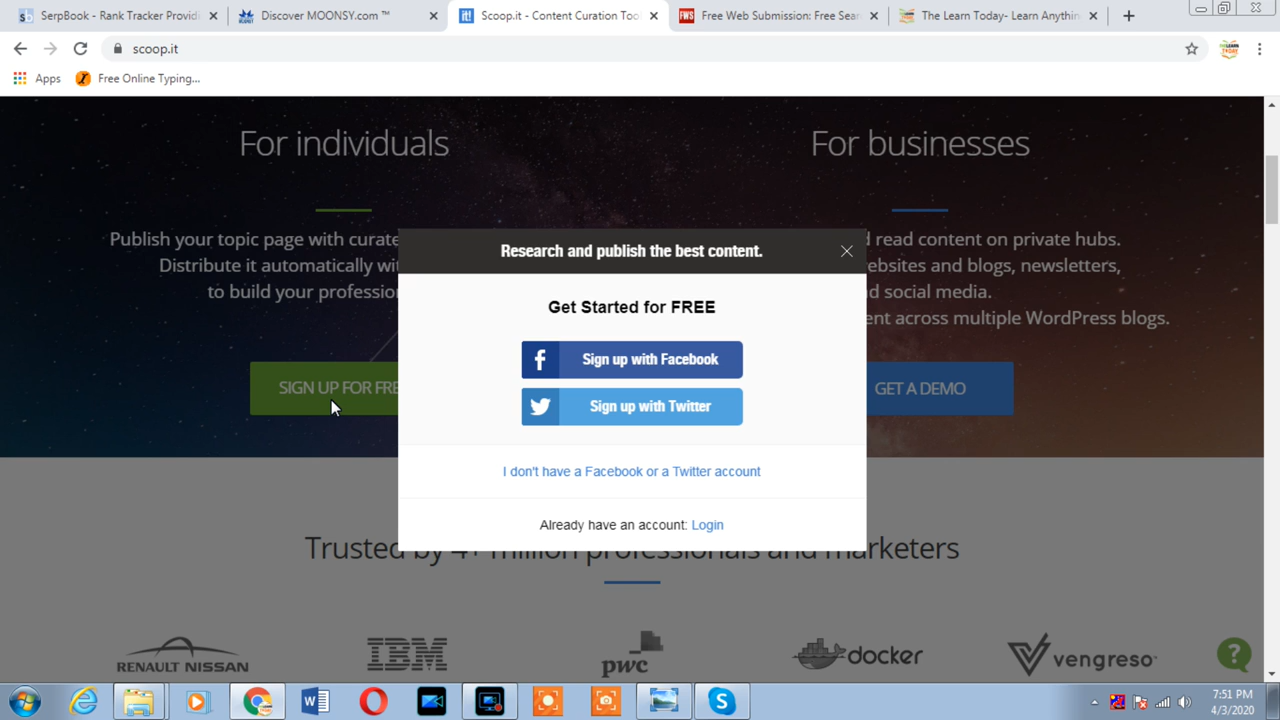 SerpBook - Rank Tracker Providi
Discover MOONSY.com ™
Scoop.it - Content Curation Too
Free Web Submission: Free Sear
The Learn Today- Learn Anythin
scoop.it
Apps
Free Online Typing...
For individuals
For businesses
Publish your topic page with curate
d read content on private hubs.
Distribute it automatically wit
ebsites and blogs, newsletters,
to build your profession
nd social media.
ent across multiple WordPress blogs.
Research and publish the best content.
Get Started for FREE
Sign up with Facebook
SIGN UP FOR FRE
GET A DEMO
Sign up with Twitter
I don't have a Facebook or a Twitter account
Already have an account: Login
Trusted by 4+ million professionals and marketers
RENAULT NISSAN
IBM
pwc
docker
vengreso
7:51 PM
4/3/2020